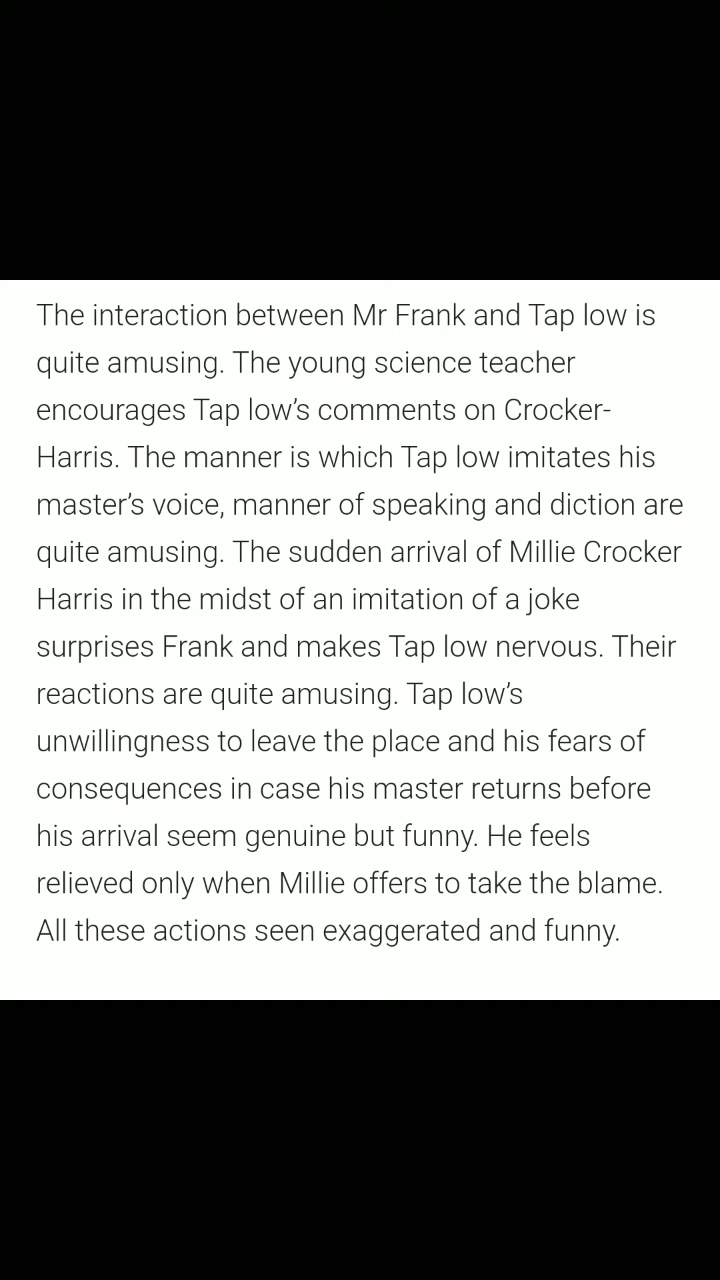 The interaction between Mr Frank and Tap low is
quite amusing. The young science teacher
encourages Tap low’s comments on Crocker-
Harris. The manner is which Tap low imitates his
master’s voice, manner of speaking and diction are
quite amusing. The sudden arrival of Millie Crocker
Harris in the midst of an imitation of a joke
surprises Frank and makes Tap low nervous. Their
reactions are quite amusing. Tap low’s
unwillingness to leave the place and his fears of
consequences in case his master returns before
his arrival seem genuine but funny. He feels
relieved only when Millie offers to take the blame.
All these actions seen exaggerated and funny.